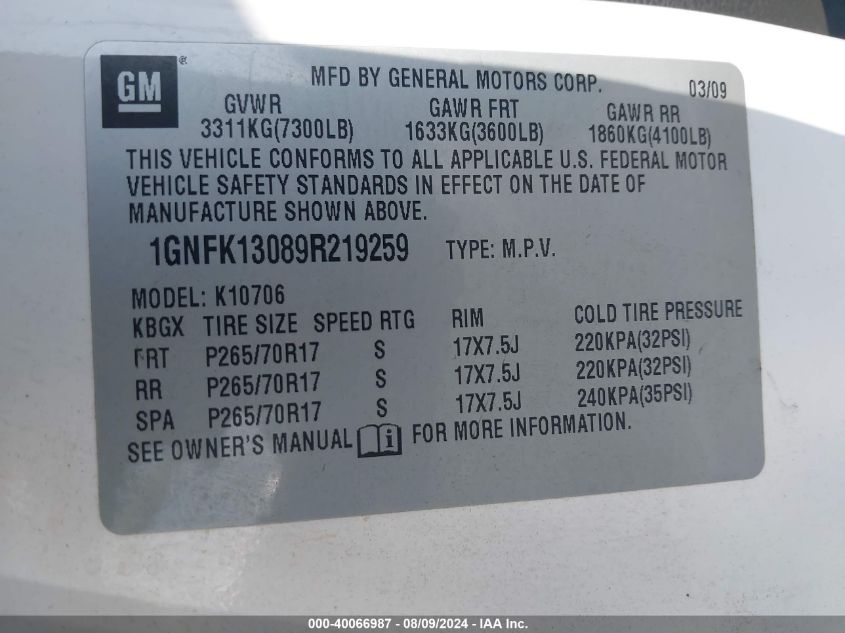 GM®
MFD BY GENERAL MOTORS CORP. 03/09
GVWR GAWR FRT GAWR RR
3311KG(7300LB) 1633KG(3600LB) 1860KG(4100LB)
THIS VEHICLE CONFORMS TO ALL APPLICABLE U.S. FEDERAL MOTOR
VEHICLE SAFETY STANDARDS IN EFFECT ON THE DATE OF
MANUFACTURE SHOWN ABOVE.
1GNFK13089R219259 TYPE: M.P.V.
MODEL: K10706
KBGX TIRE SIZE SPEED RTG RIM COLD TIRE PRESSURE
FRT P265/70R17 S 17X7.5J 220KPA(32PSI)
RR P265/70R17 S 17X7.5J 220KPA(32PSI)
SPA P265/70R17 S 17X7.5J 240KPA(35PSI)
SEE OWNER'S MANUAL i FOR MORE INFORMATION.
000-40066987 - 08/09/2024 - IAA Inc.